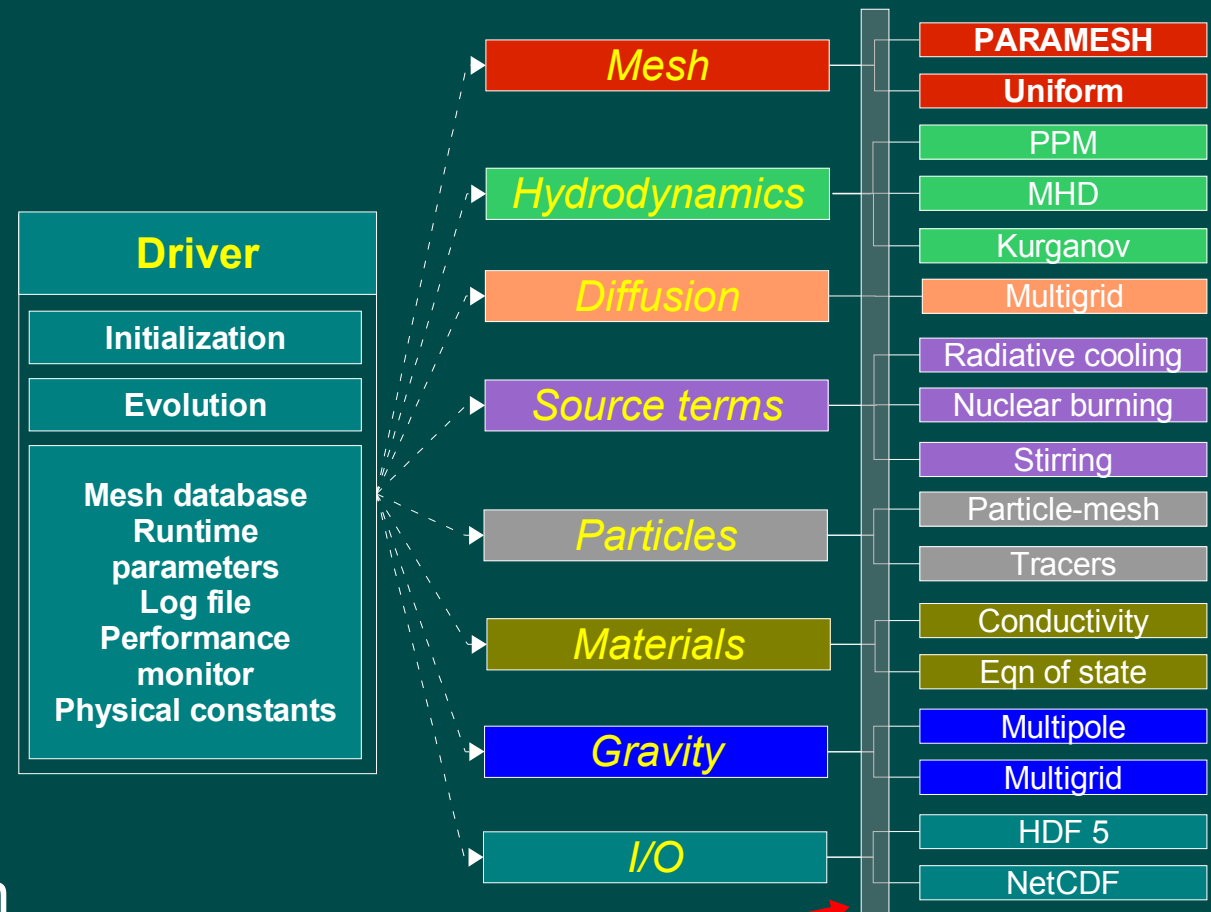 Driver
Initialization
Evolution
Mesh database
Runtime
parameters
Log file
Performance
monitor
Physical constants
Mesh
Hydrodynamics
Diffusion
Source terms
Particles
Materials
Gravity
I/O
PARAMESH
Uniform
PPM
MHD
Kurganov
Multigrid
Radiative cooling
Nuclear burning
Stirring
Particle-mesh
Tracers
Conductivity
Eqn of state
Multipole
Multigrid
HDF 5
NetCDF